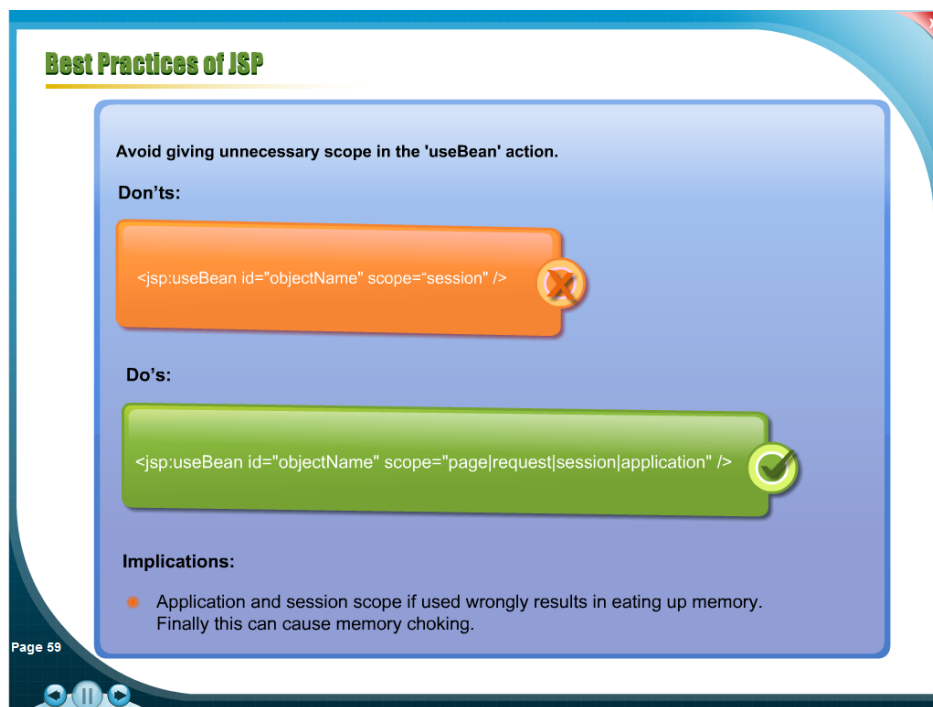 Best Practices of JSP
Avoid giving unnecessary scope in the 'useBean' action.
Don’ts:
<jsp:useBean id="objectName" scope=“session" />
Do’s:
<jsp:useBean id="objectName" scope="page|request|session|application" />
Implications:
Application and session scope if used wrongly results in eating up memory.
Finally this can cause memory choking.
Page 59